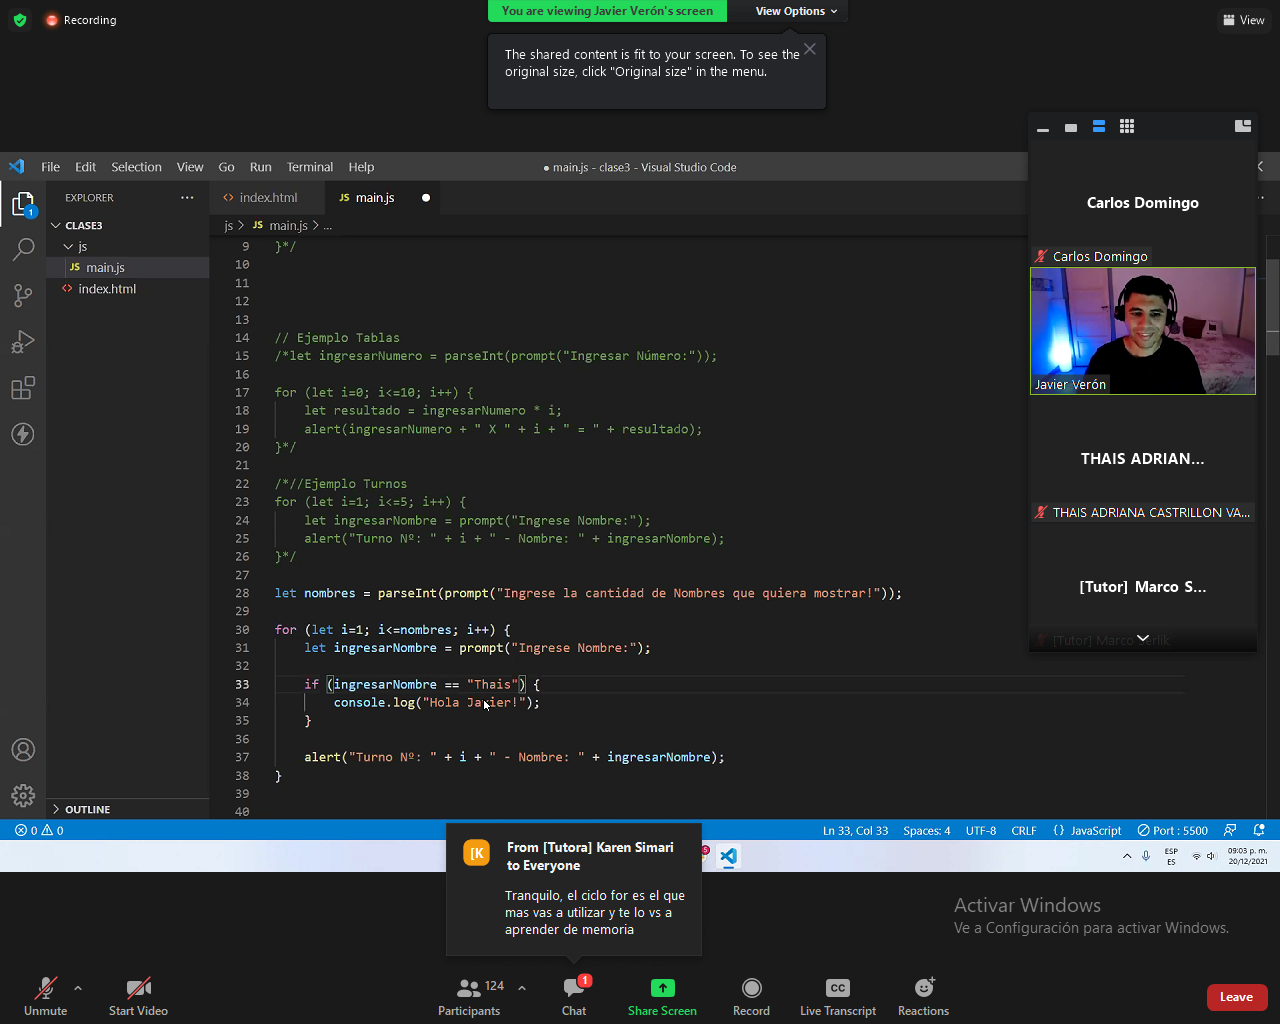 Recording
You are viewing Javier Verón's screen
View Options
View
The shared content is fit to your screen. To see the
original size, click "Original size" in the menu.
File Edit Selection View Go Run Terminal Help
● main.js - clase3 - Visual Studio Code
EXPLORER ...
CLASE3
js
JS main.js
index.html
1
index.html
JS main.js
js > JS main.js > ...
9 }*/
10
11
12
13
14 // Ejemplo Tablas
15 /*let ingresarNumero = parseInt(prompt("Ingresar Número:"));
16
17 for (let i=0; i<=10; i++) {
18 let resultado = ingresarNumero * i;
19 alert(ingresarNumero + " X " + i + " = " + resultado);
20 }*/
21
22 /*//Ejemplo Turnos
23 for (let i=1; i<=5; i++) {
24 let ingresarNombre = prompt("Ingrese Nombre:");
25 alert("Turno Nº: " + i + " - Nombre: " + ingresarNombre);
26 }*/
27
28 let nombres = parseInt(prompt("Ingrese la cantidad de Nombres que quiera mostrar!"));
29
30 for (let i=1; i<=nombres; i++) {
31 let ingresarNombre = prompt("Ingrese Nombre:");
32
33 if (ingresarNombre == "Thais") {
34 console.log("Hola Javier!");
35 }
36
37 alert("Turno Nº: " + i + " - Nombre: " + ingresarNombre);
38 }
39
40
OUTLINE
0 0
Ln 33, Col 33 Spaces: 4 UTF-8 CRLF {} JavaScript Port : 5500
Carlos Domingo
Carlos Domingo
Javier Verón
THAIS ADRIAN...
THAIS ADRIANA CASTRILLON VA...
[Tutor] Marco S...
[Tutor] Marco Serlik
[K
From [Tutora] Karen Simari
to Everyone
Tranquilo, el ciclo for es el que
mas vas a utilizar y te lo vs a
aprender de memoria
5
ESP
ES
09:03 p. m.
20/12/2021
Activar Windows
Ve a Configuración para activar Windows.
Unmute
Start Video
124
Participants
1
Chat
Share Screen
Record
CC
Live Transcript
Reactions
Leave